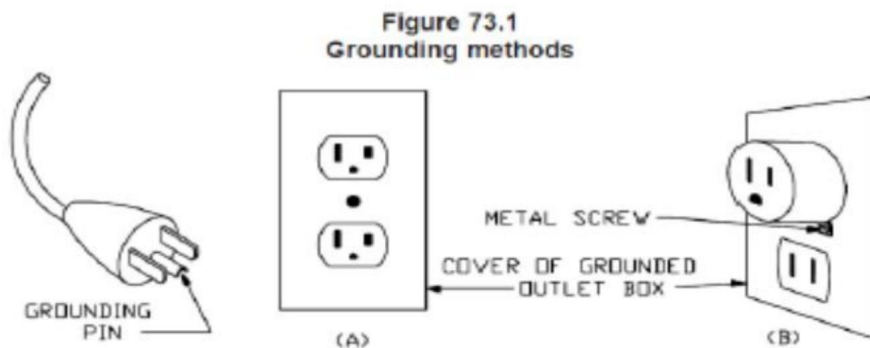 Figure 73.1
Grounding methods
METAL SCREW
COVER OF GROUNDED
OUTLET BOX
GROUNDING
PIN
(A)
(B)